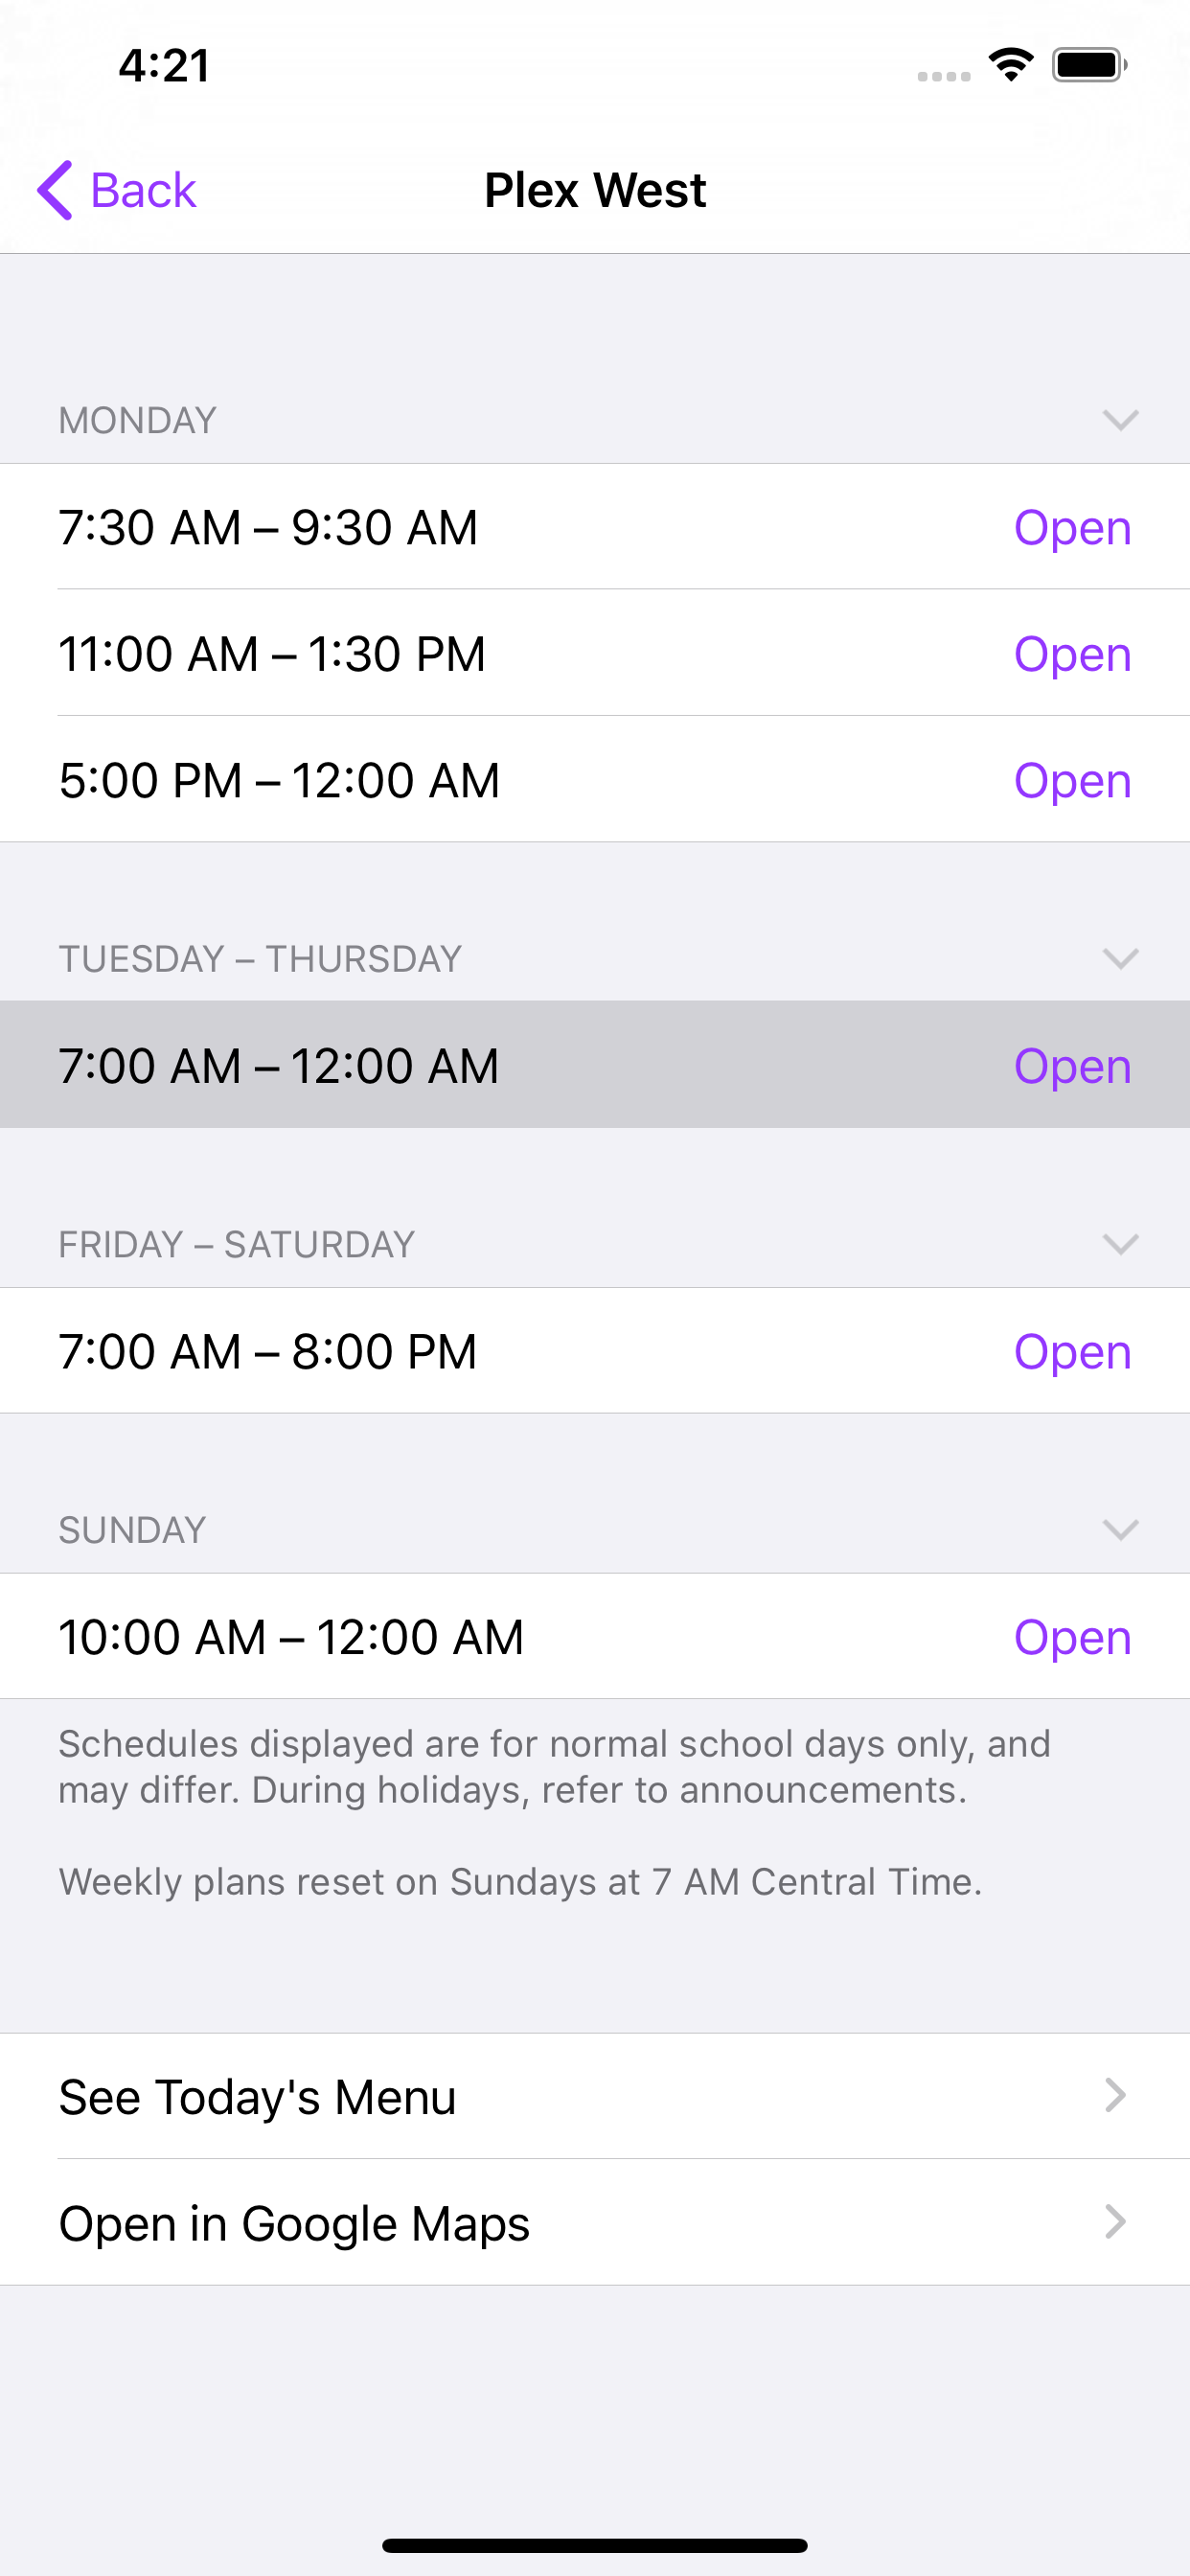 4:21
Back
Plex West
MONDAY
7:30 AM – 9:30 AM Open
11:00 AM – 1:30 PM Open
5:00 PM – 12:00 AM Open
TUESDAY – THURSDAY
7:00 AM – 12:00 AM Open
FRIDAY – SATURDAY
7:00 AM – 8:00 PM Open
SUNDAY
10:00 AM – 12:00 AM Open
Schedules displayed are for normal school days only, and
may differ. During holidays, refer to announcements.
Weekly plans reset on Sundays at 7 AM Central Time.
See Today's Menu
Open in Google Maps